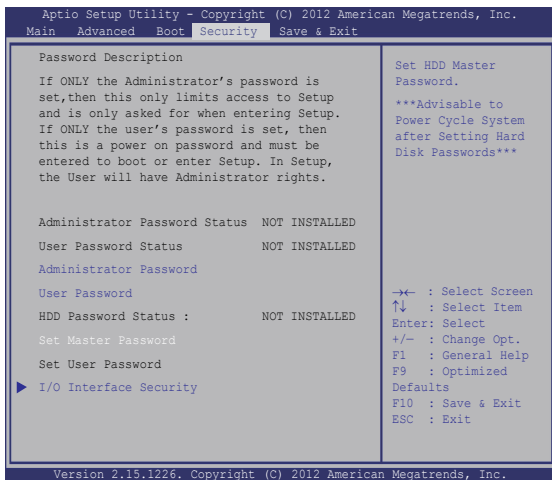 Aptio Setup Utility - Copyright (C) 2012 American Megatrends, Inc.
Main Advanced Boot Security Save & Exit
Password Description
If ONLY the Administrator's password is
set,then this only limits access to Setup
and is only asked for when entering Setup.
If ONLY the user's password is set, then
this is a power on password and must be
entered to boot or enter Setup. In Setup,
the User will have Administrator rights.
Administrator Password Status NOT INSTALLED
User Password Status NOT INSTALLED
Administrator Password
User Password
HDD Password Status : NOT INSTALLED
Set Master Password
Set User Password
I/O Interface Security
Set HDD Master
Password.
***Advisable to
Power Cycle System
after Setting Hard
Disk Passwords***
→← : Select Screen
↑↓ : Select Item
Enter: Select
+/- : Change Opt.
F1 : General Help
F9 : Optimized
Defaults
F10 : Save & Exit
ESC : Exit
Version 2.15.1226. Copyright (C) 2012 American Megatrends, Inc.